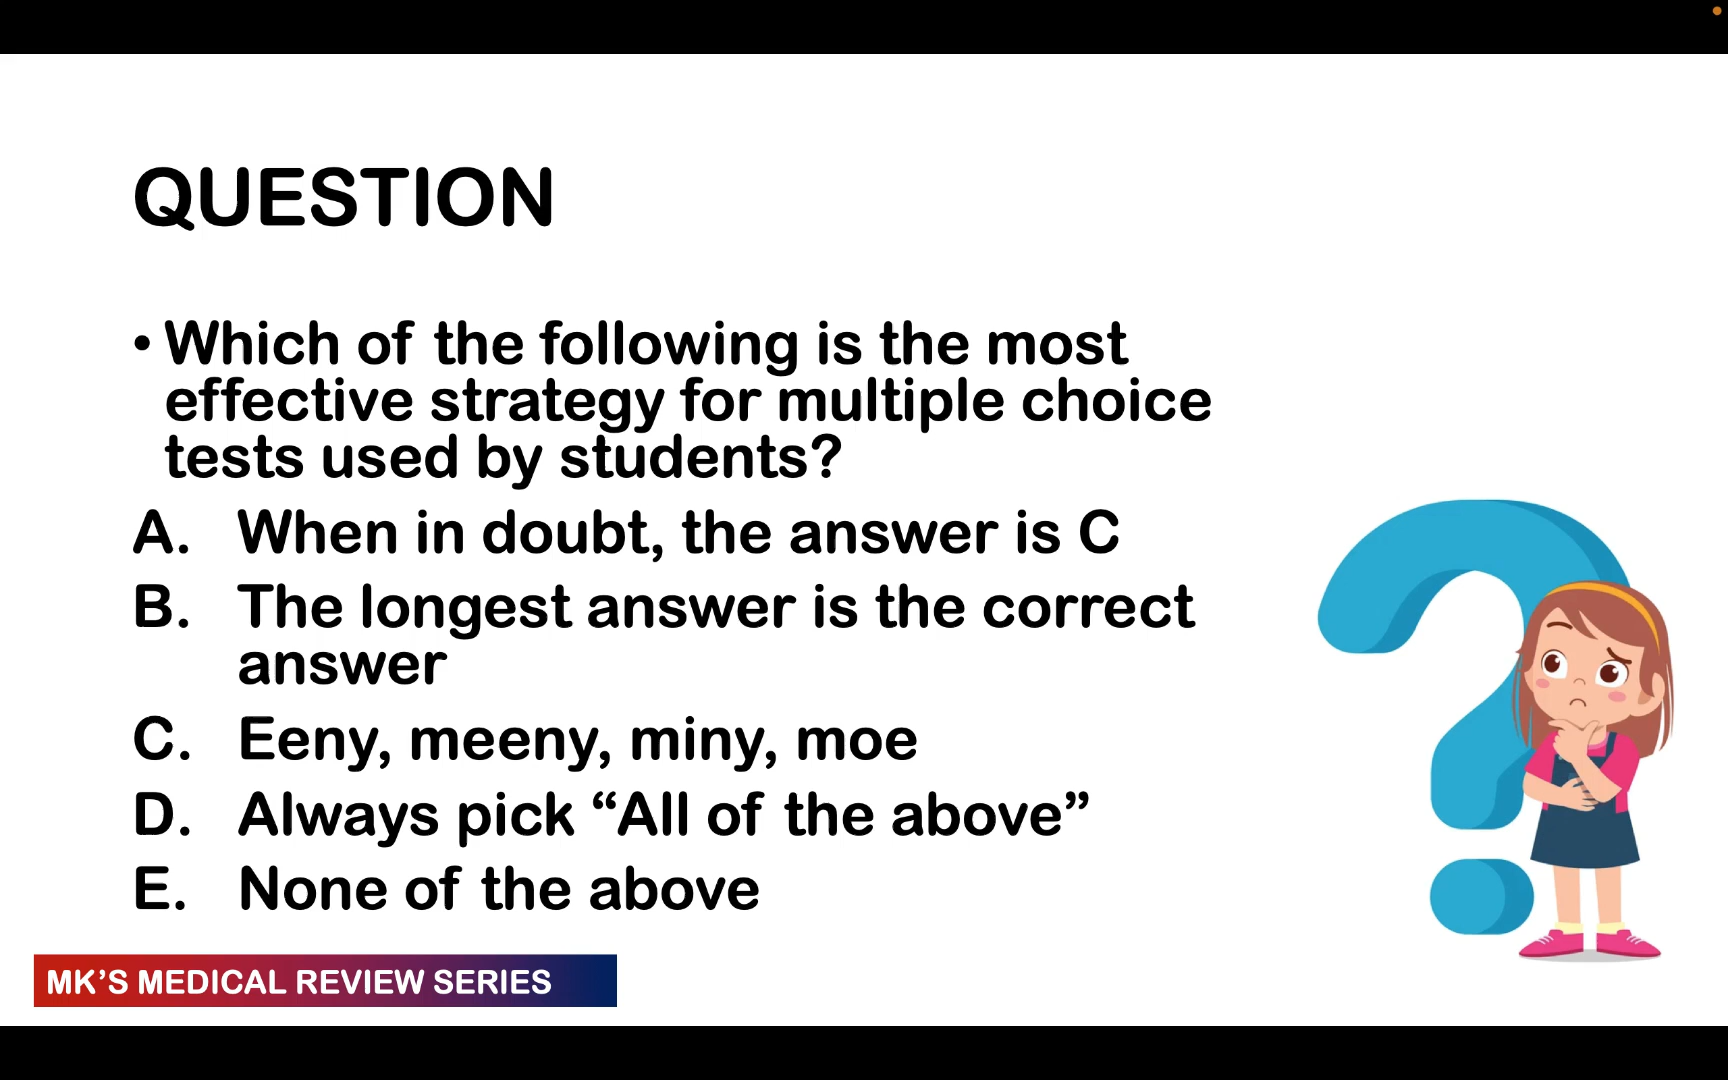 QUESTION
• Which of the following is the most
effective strategy for multiple choice
tests used by students?
A. When in doubt, the answer is C
B. The longest answer is the correct
answer
C. Eeny, meeny, miny, moe
D. Always pick “All of the above”
E. None of the above
MK’S MEDICAL REVIEW SERIES